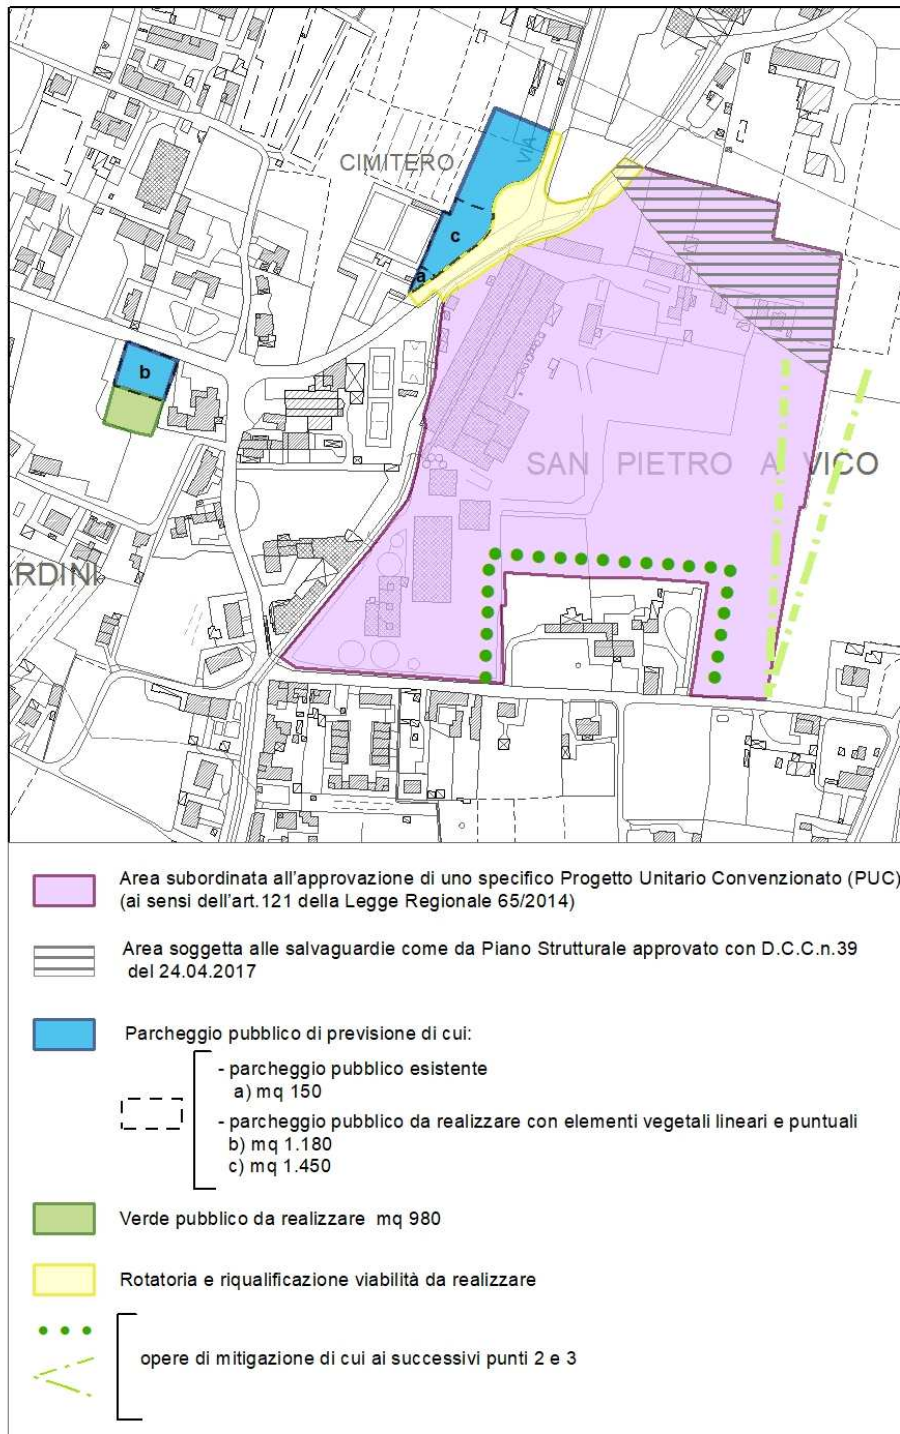 CIMITERO
VIA
c
a
b
SAN PIETRO A VICO
ARDINI
Area subordinata all'approvazione di uno specifico Progetto Unitario Convenzionato (PUC)
(ai sensi dell'art.121 della Legge Regionale 65/2014)
Area soggetta alle salvaguardie come da Piano Strutturale approvato con D.C.C.n.39
del 24.04.2017
Parcheggio pubblico di previsione di cui:
- parcheggio pubblico esistente
a) mq 150
- parcheggio pubblico da realizzare con elementi vegetali lineari e puntuali
b) mq 1.180
c) mq 1.450
Verde pubblico da realizzare mq 980
Rotatoria e riqualificazione viabilità da realizzare
opere di mitigazione di cui ai successivi punti 2 e 3